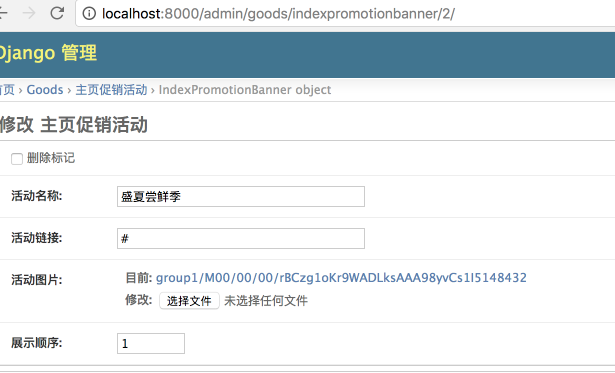 localhost:8000/admin/goods/indexpromotionbanner/2/
Django 管理
首页 › Goods › 主页促销活动 › IndexPromotionBanner object
修改 主页促销活动
删除标记
活动名称: 盛夏尝鲜季
活动链接: #
活动图片: 目前: group1/M00/00/00/rBCzg1oKr9WADLksAAA98yvCs1I5148432
修改: 选择文件 未选择任何文件
展示顺序: 1